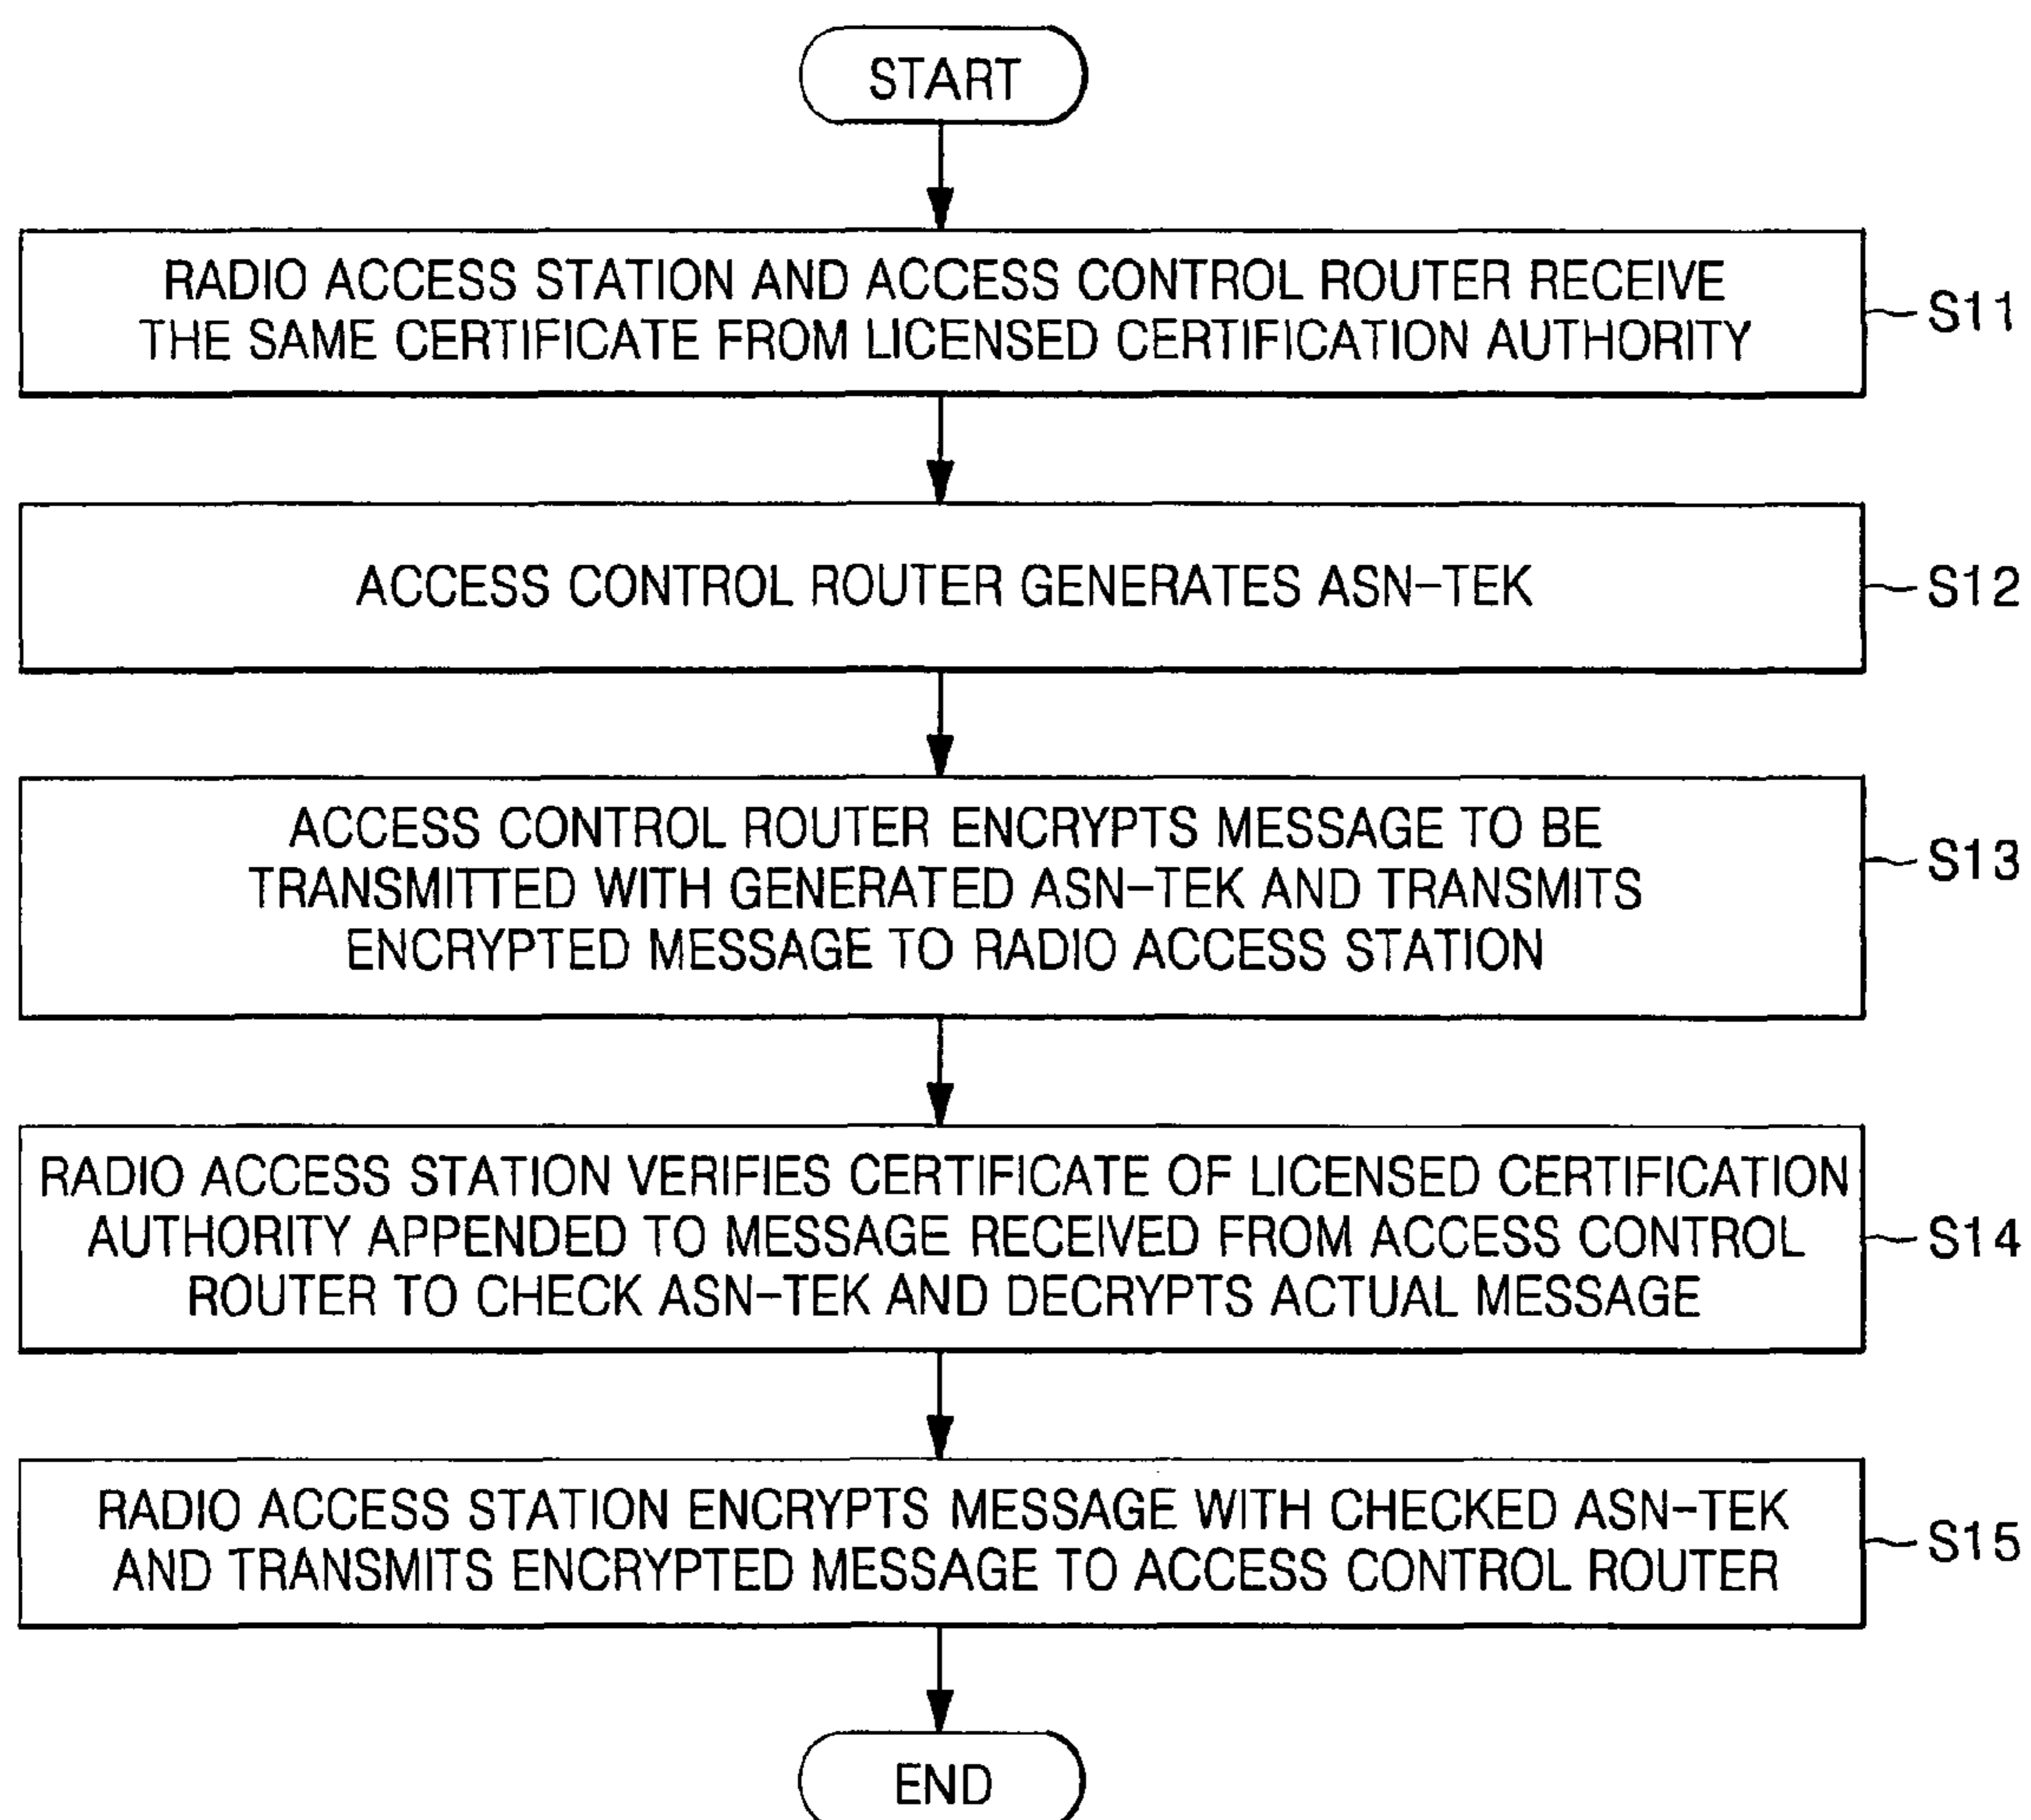 START
RADIO ACCESS STATION AND ACCESS CONTROL ROUTER RECEIVE
THE SAME CERTIFICATE FROM LICENSED CERTIFICATION AUTHORITY
S11
ACCESS CONTROL ROUTER GENERATES ASN-TEK
S12
ACCESS CONTROL ROUTER ENCRYPTS MESSAGE TO BE
TRANSMITTED WITH GENERATED ASN-TEK AND TRANSMITS
ENCRYPTED MESSAGE TO RADIO ACCESS STATION
S13
RADIO ACCESS STATION VERIFIES CERTIFICATE OF LICENSED CERTIFICATION
AUTHORITY APPENDED TO MESSAGE RECEIVED FROM ACCESS CONTROL
ROUTER TO CHECK ASN-TEK AND DECRYPTS ACTUAL MESSAGE
S14
RADIO ACCESS STATION ENCRYPTS MESSAGE WITH CHECKED ASN-TEK
AND TRANSMITS ENCRYPTED MESSAGE TO ACCESS CONTROL ROUTER
S15
END